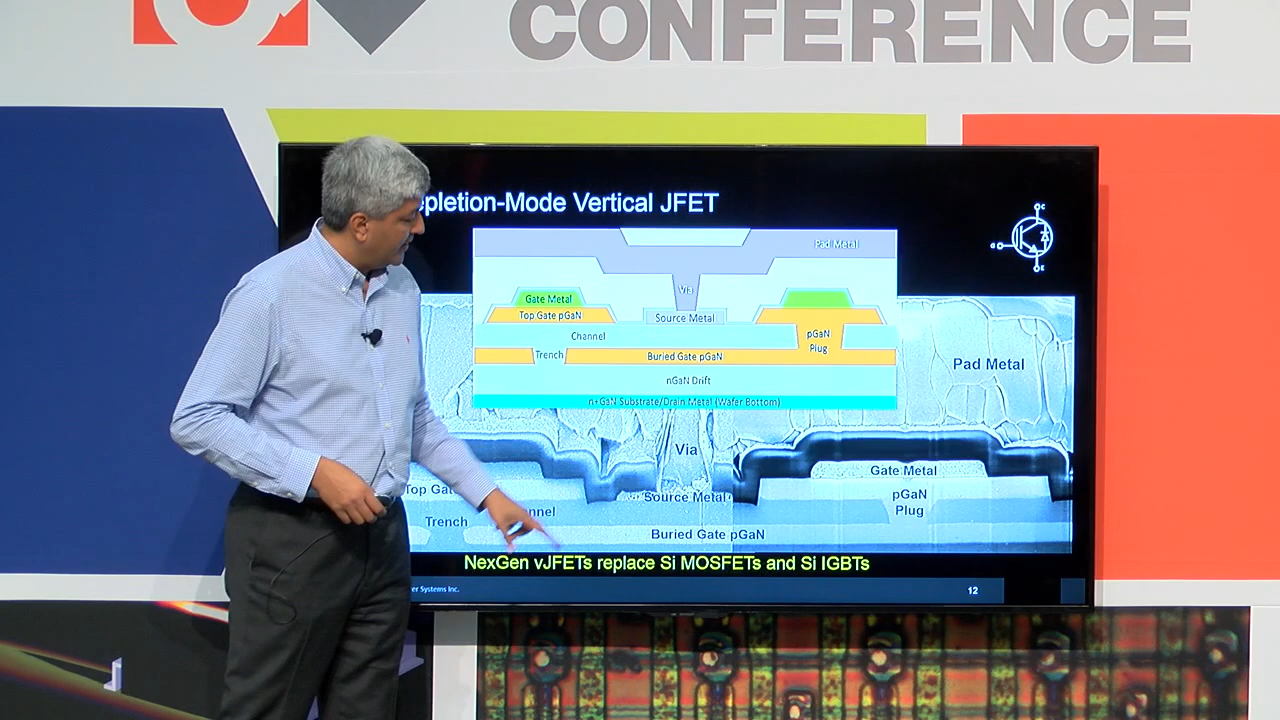 CONFERENCE
epletion-Mode Vertical JFET
Pad Metal
Via
Gate Metal
Top Gate pGaN
Source Metal
Channel
pGaN
Plug
Trench
Buried Gate pGaN
nGaN Drift
n+GaN Substrate/Drain Metal (Wafer Bottom)
C
G
E
Pad Metal
Via
Gate Metal
Top Gat
Source Metal
pGaN
Plug
nnel
Trench
Buried Gate pGaN
NexGen vJFETs replace Si MOSFETs and Si IGBTs
er Systems Inc.
12